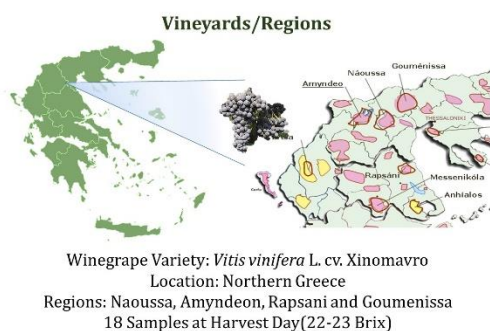 Vineyards/Regions
Gouménissa
Náoussa
Amyndeo
THESSALONIKI
Rapsáni
Messenikóla
Anhialos
Winegrape Variety: Vitis vinifera L. cv. Xinomavro
Location: Northern Greece
Regions: Naoussa, Amyndeon, Rapsani and Goumenissa
18 Samples at Harvest Day(22-23 Brix)